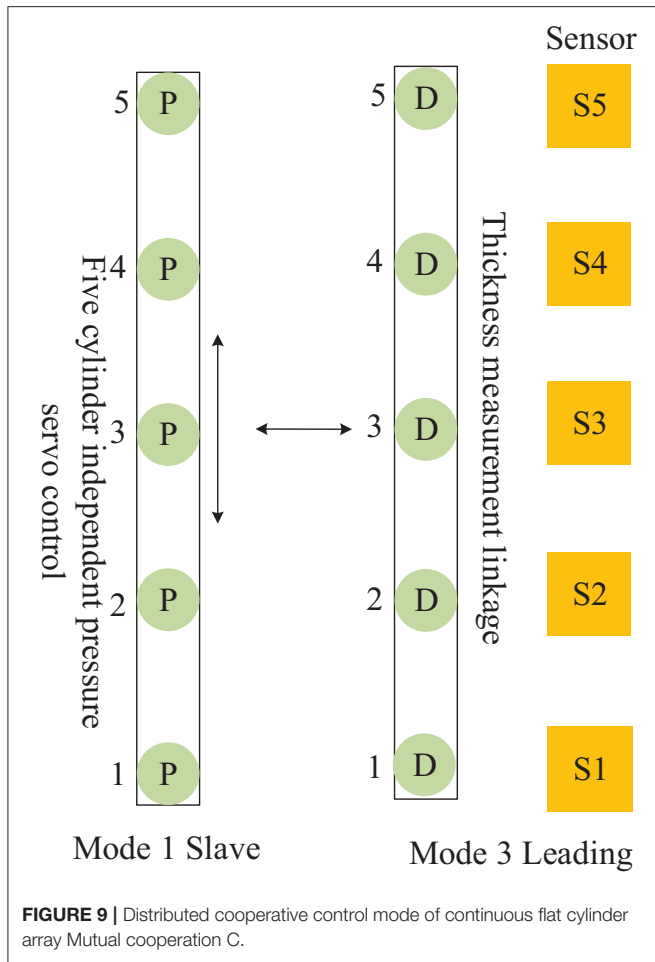 Sensor
5 P
5 D
S5
4 P
4 D
S4
3 P
3 D
S3
2 P
2 D
S2
1 P
1 D
S1
Five cylinder independent pressure
servo control
Thickness measurement linkage
Mode 1 Slave
Mode 3 Leading
FIGURE 9 | Distributed cooperative control mode of continuous flat cylinder
array Mutual cooperation C.